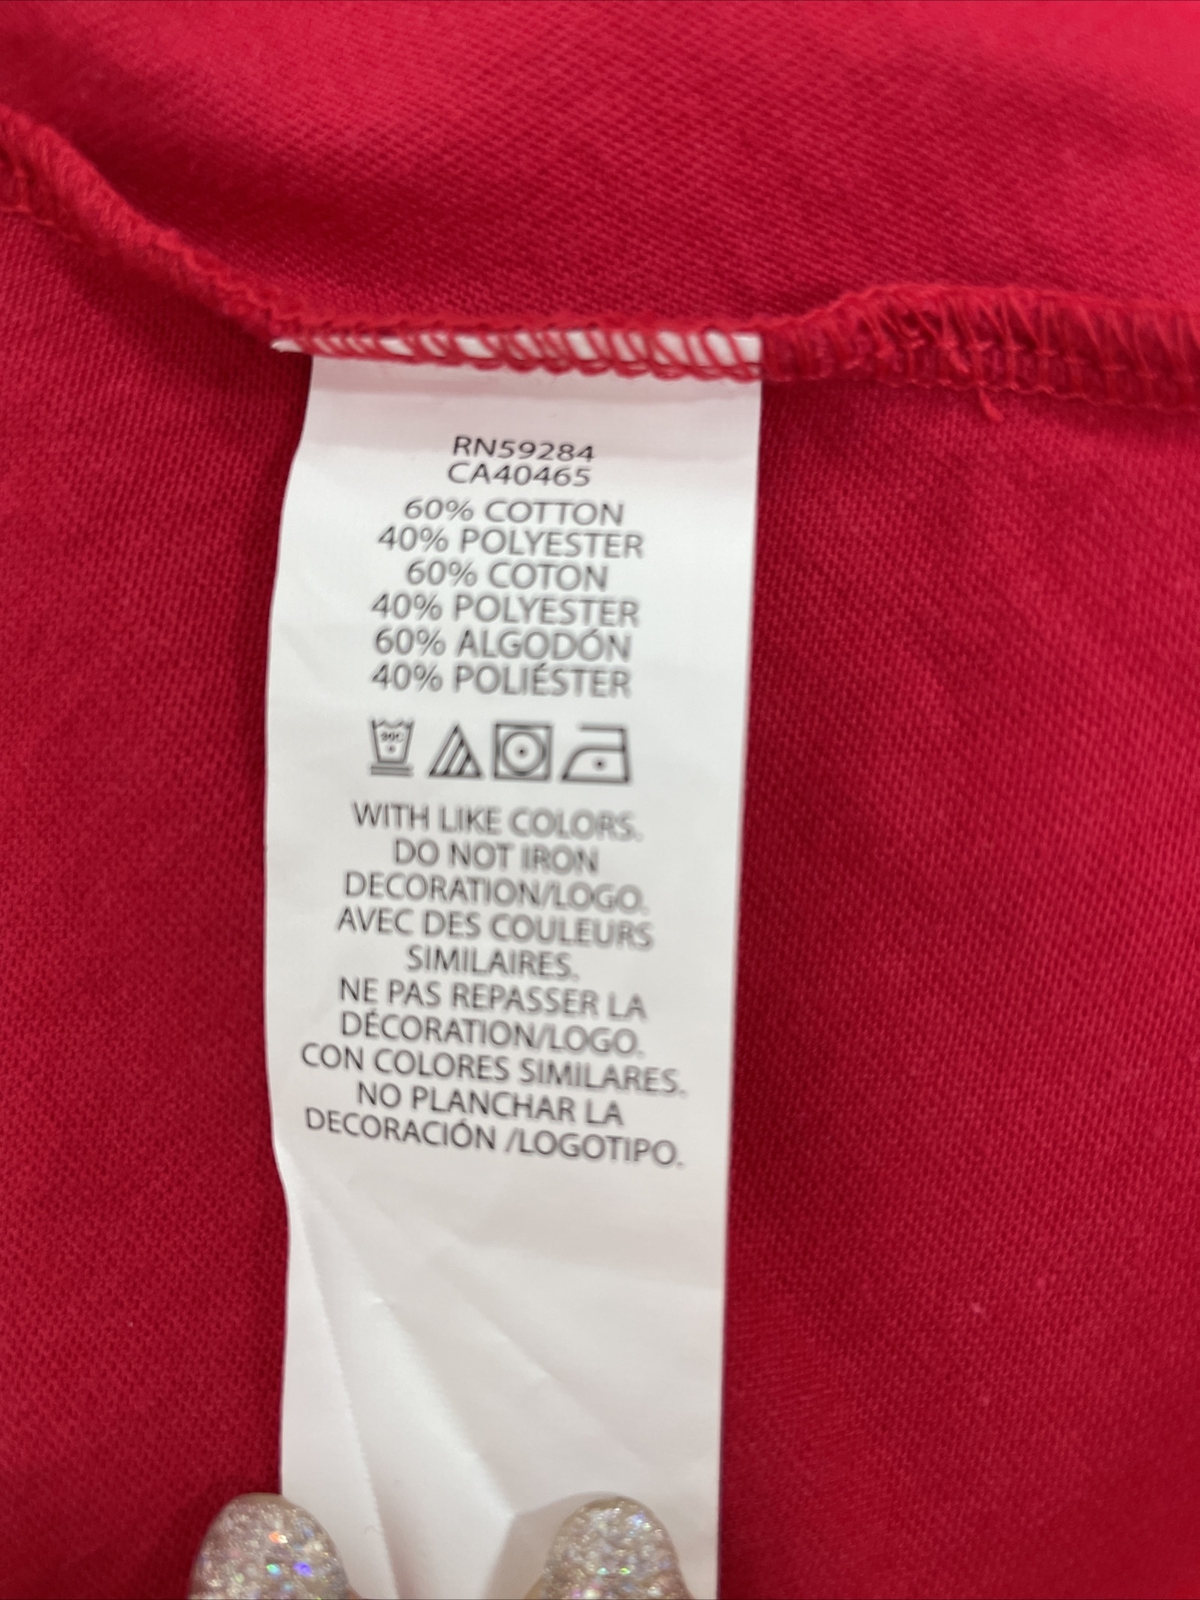 RN59284
CA40465
60% COTTON
40% POLYESTER
60% COTON
40% POLYESTER
60% ALGODÓN
40% POLIÉSTER
30C
WITH LIKE COLORS.
DO NOT IRON
DECORATION/LOGO.
AVEC DES COULEURS
SIMILAIRES.
NE PAS REPASSER LA
DÉCORATION/LOGO.
CON COLORES SIMILARES.
NO PLANCHAR LA
DECORACIÓN /LOGOTIPO.